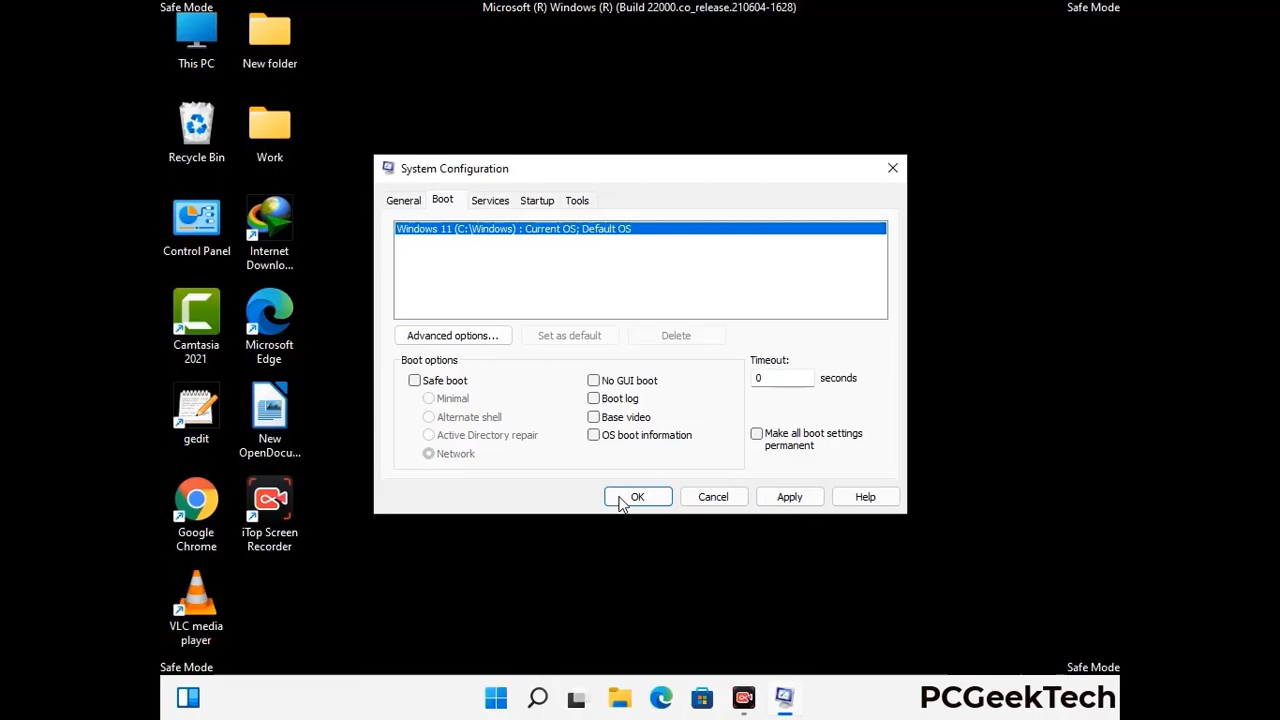 Safe Mode
Microsoft (R) Windows (R) (Build 22000.co_release.210604-1628)
Safe Mode
This PC
New folder
Recycle Bin
Work
Control Panel
Internet
Downlo...
Camtasia
2021
Microsoft
Edge
gedit
New
OpenDocu...
Google
Chrome
iTop Screen
Recorder
VLC media
player
System Configuration
General
Boot
Services
Startup
Tools
Windows 11 (C:\Windows) : Current OS; Default OS
Advanced options...
Set as default
Delete
Boot options
Safe boot
Minimal
Alternate shell
Active Directory repair
Network
No GUI boot
Boot log
Base video
OS boot information
Timeout:
0 seconds
Make all boot settings
permanent
OK
Cancel
Apply
Help
Safe Mode
Safe Mode
PCGeekTech